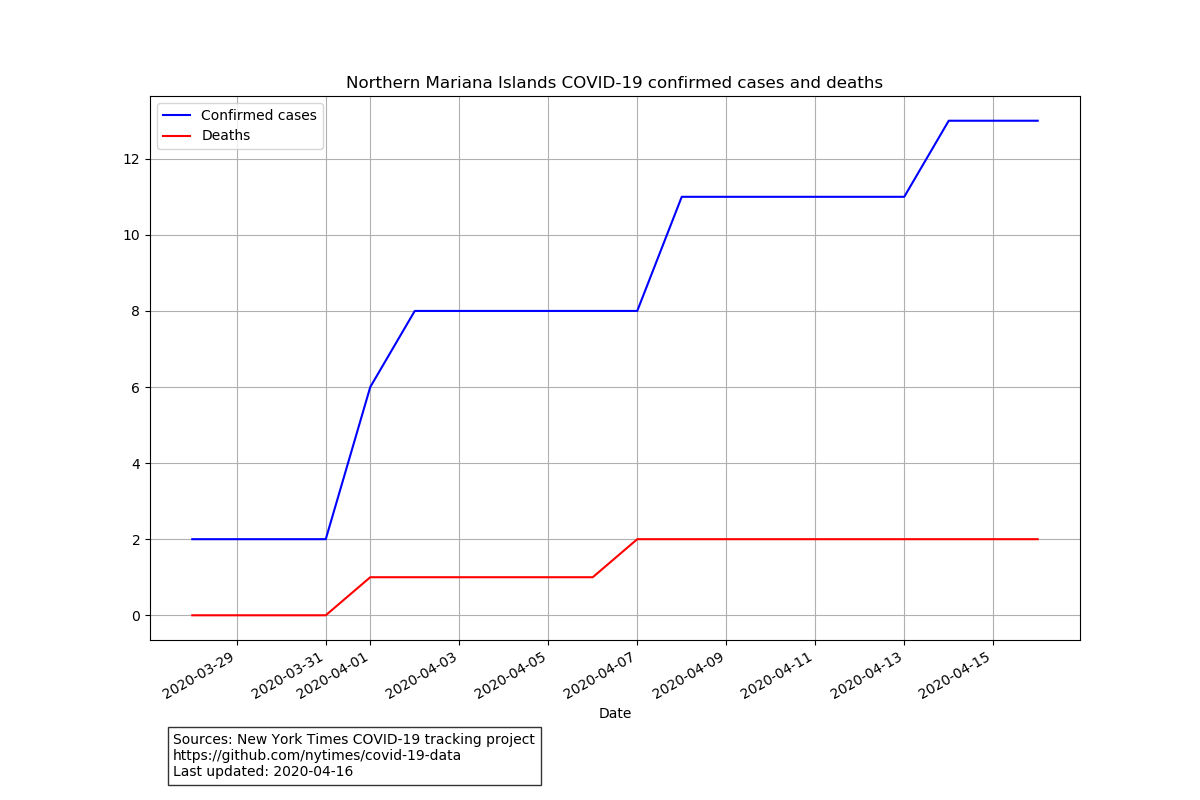 Northern Mariana Islands COVID-19 confirmed cases and deaths
Confirmed cases
Deaths
12
10
8
6
4
2
0
2020-03-29
2020-03-31
2020-04-01
2020-04-03
2020-04-05
2020-04-07
2020-04-09
2020-04-11
2020-04-13
2020-04-15
Date
Sources: New York Times COVID-19 tracking project
https://github.com/nytimes/covid-19-data
Last updated: 2020-04-16